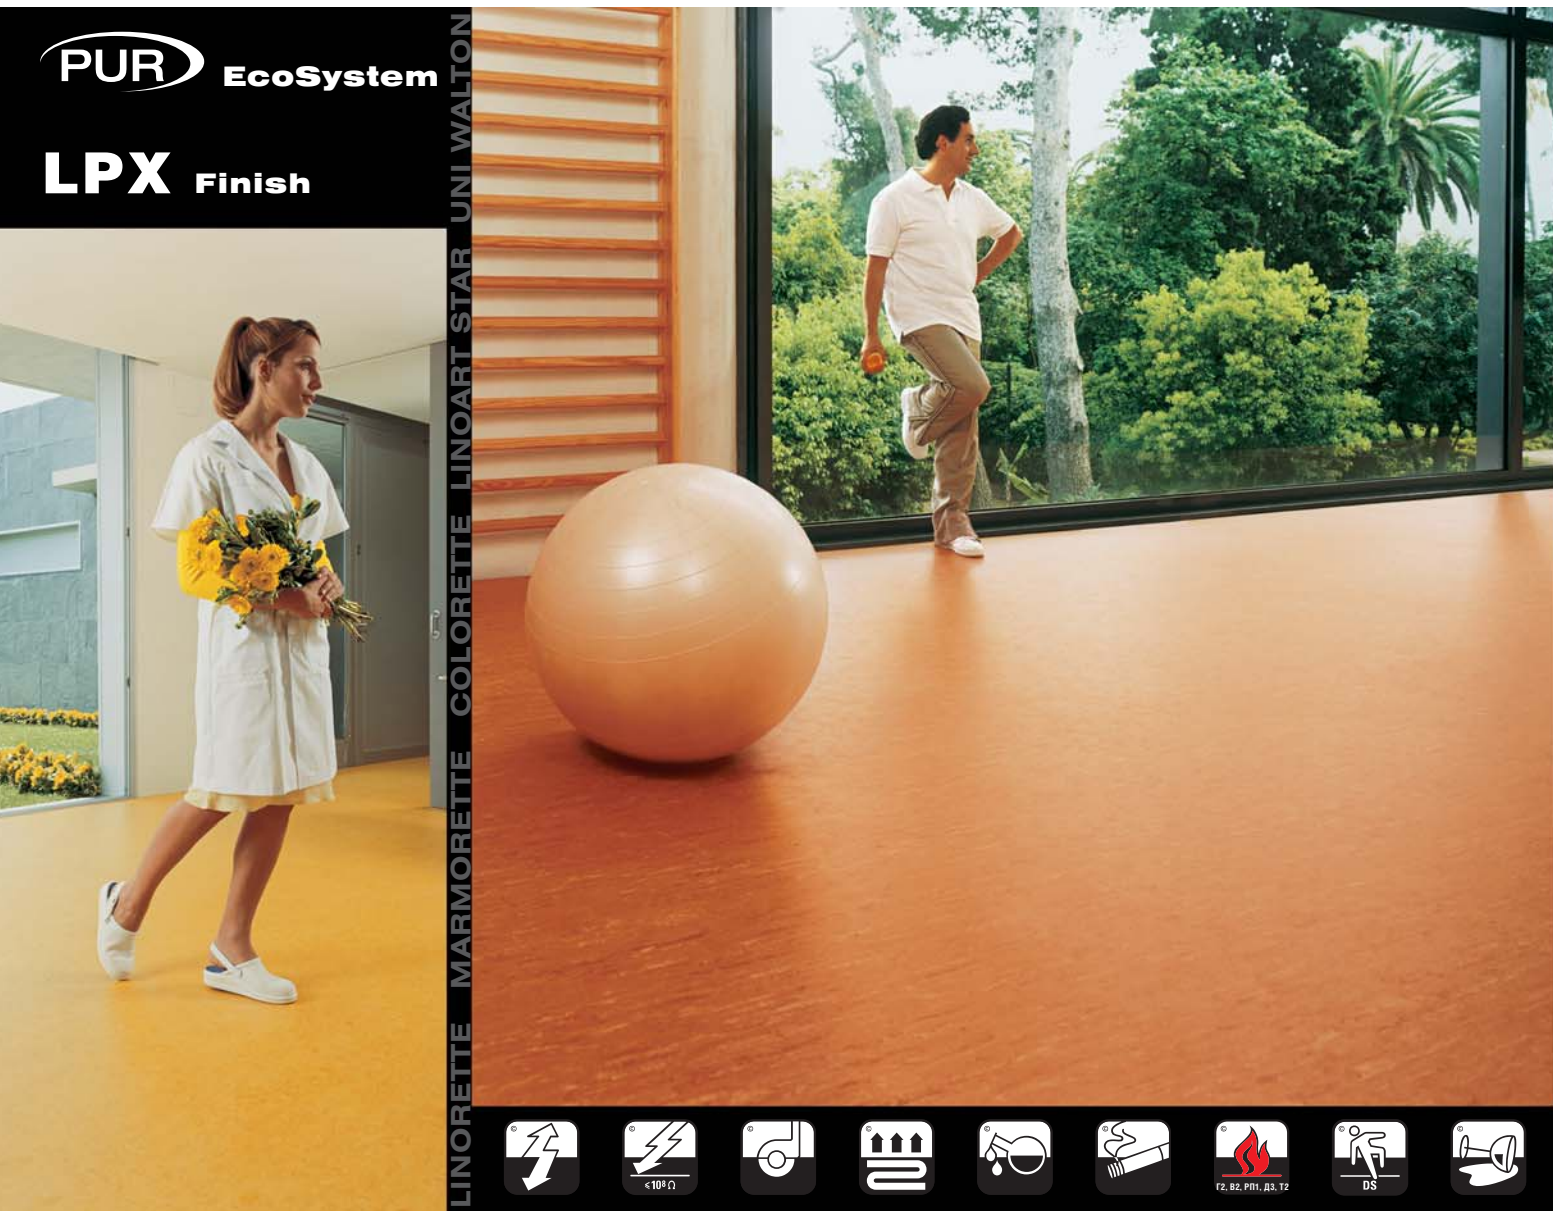 PUR EcoSystem
LPX Finish
LINORETTE MARMORETTE COLORETTE LINOART STAR UNI WALTON
©
©
©
©
©
©
©
©
©
≤10⁸ Ω
Г2, В2, РП1, Д3, Т2
DS